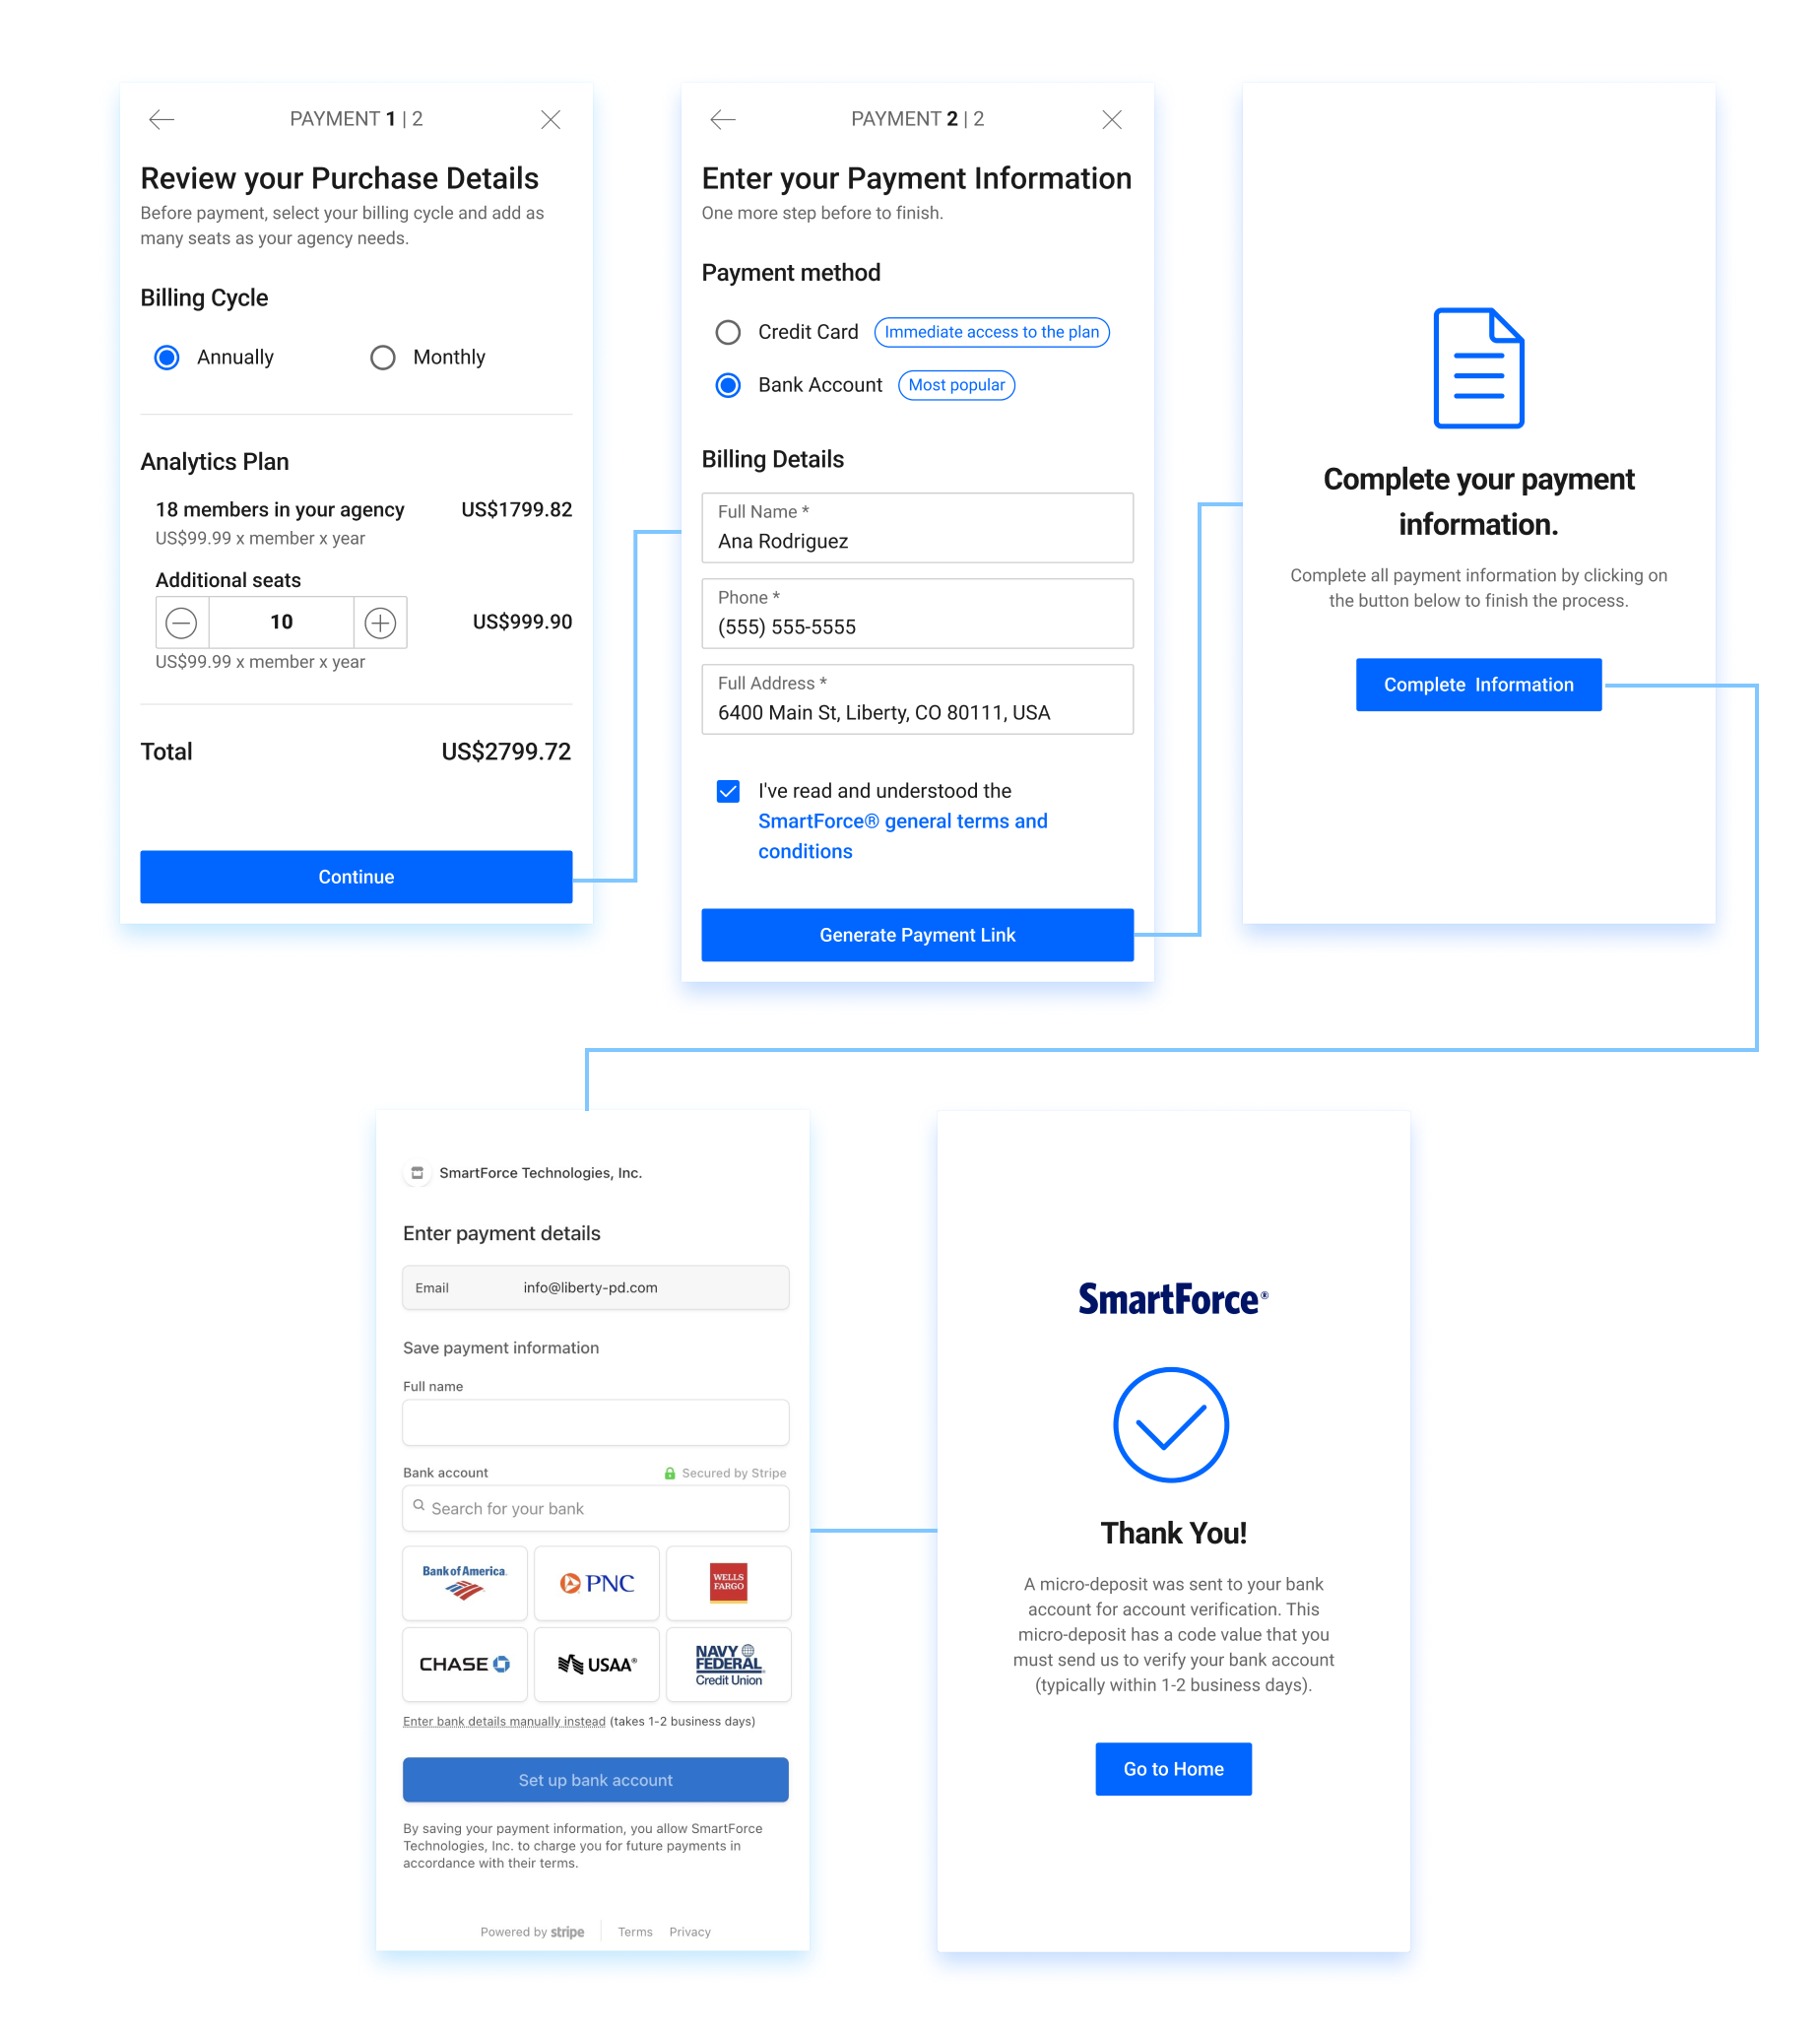 PAYMENT 1 | 2
Review your Purchase Details
Before payment, select your billing cycle and add as
many seats as your agency needs.
Billing Cycle
Annually
Monthly
Analytics Plan
18 members in your agency
US$1799.82
US$99.99 x member x year
Additional seats
10
US$999.90
US$99.99 x member x year
Total
US$2799.72
Continue
PAYMENT 2 | 2
Enter your Payment Information
One more step before to finish.
Payment method
Credit Card
Immediate access to the plan
Bank Account
Most popular
Billing Details
Full Name *
Ana Rodriguez
Phone *
(555) 555-5555
Full Address *
6400 Main St, Liberty, CO 80111, USA
I've read and understood the
SmartForce® general terms and
conditions
Generate Payment Link
Complete your payment
information.
Complete all payment information by clicking on
the button below to finish the process.
Complete Information
SmartForce Technologies, Inc.
Enter payment details
Email
info@liberty-pd.com
Save payment information
Full name
Bank account
Secured by Stripe
Search for your bank
Bank of America
PNC
WELLS
FARGO
CHASE
USAA®
NAVY
FEDERAL
Credit Union
Enter bank details manually instead (takes 1-2 business days)
Set up bank account
By saving your payment information, you allow SmartForce
Technologies, Inc. to charge you for future payments in
accordance with their terms.
Powered by stripe
Terms
Privacy
SmartForce®
Thank You!
A micro-deposit was sent to your bank
account for account verification. This
micro-deposit has a code value that you
must send us to verify your bank account
(typically within 1-2 business days).
Go to Home